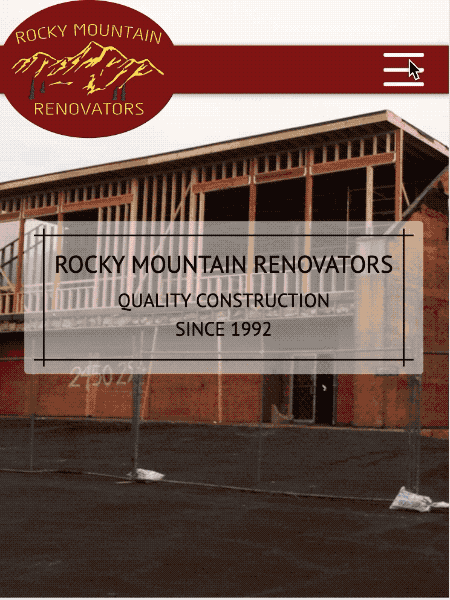 ROCKY MOUNTAIN
RENOVATORS
ROCKY MOUNTAIN RENOVATORS
QUALITY CONSTRUCTION
SINCE 1992